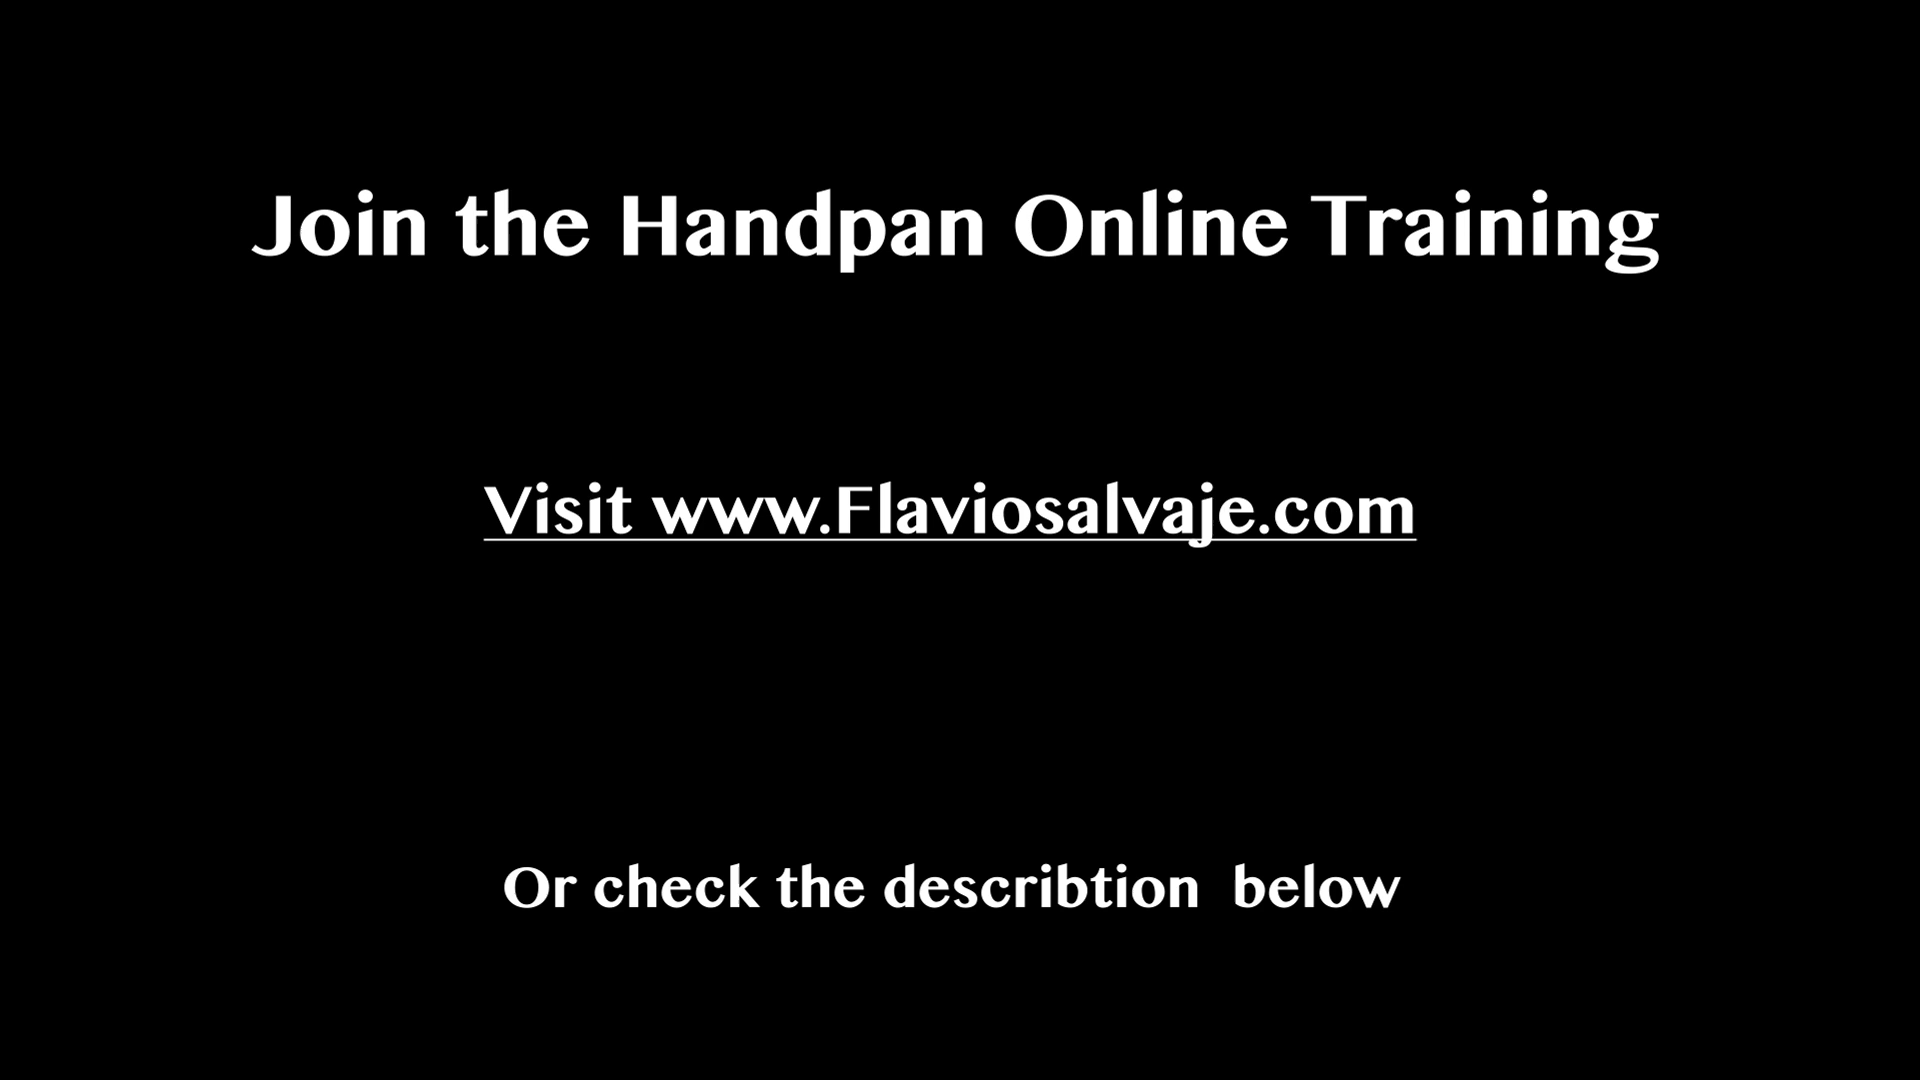 Join the Handpan Online Training
Visit www.Flaviosalvaje.com
Or check the describtion  below